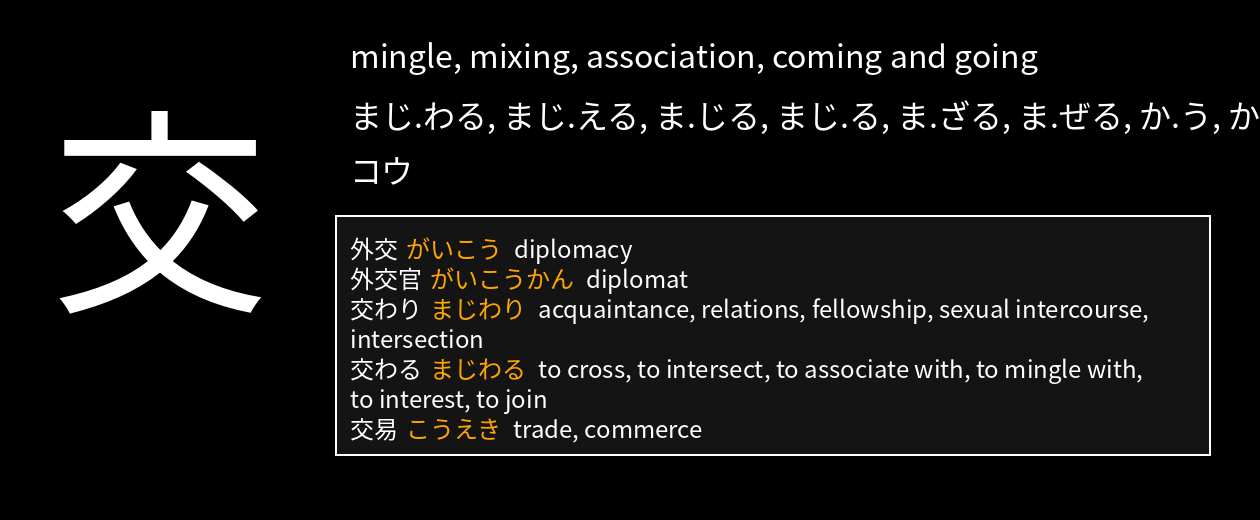 交
mingle, mixing, association, coming and going
まじ.わる, まじ.える, ま.じる, まじ.る, ま.ざる, ま.ぜる, か.う, か
コウ
外交 がいこう diplomacy
外交官 がいこうかん diplomat
交わり まじわり acquaintance, relations, fellowship, sexual intercourse,
intersection
交わる まじわる to cross, to intersect, to associate with, to mingle with,
to interest, to join
交易 こうえき trade, commerce